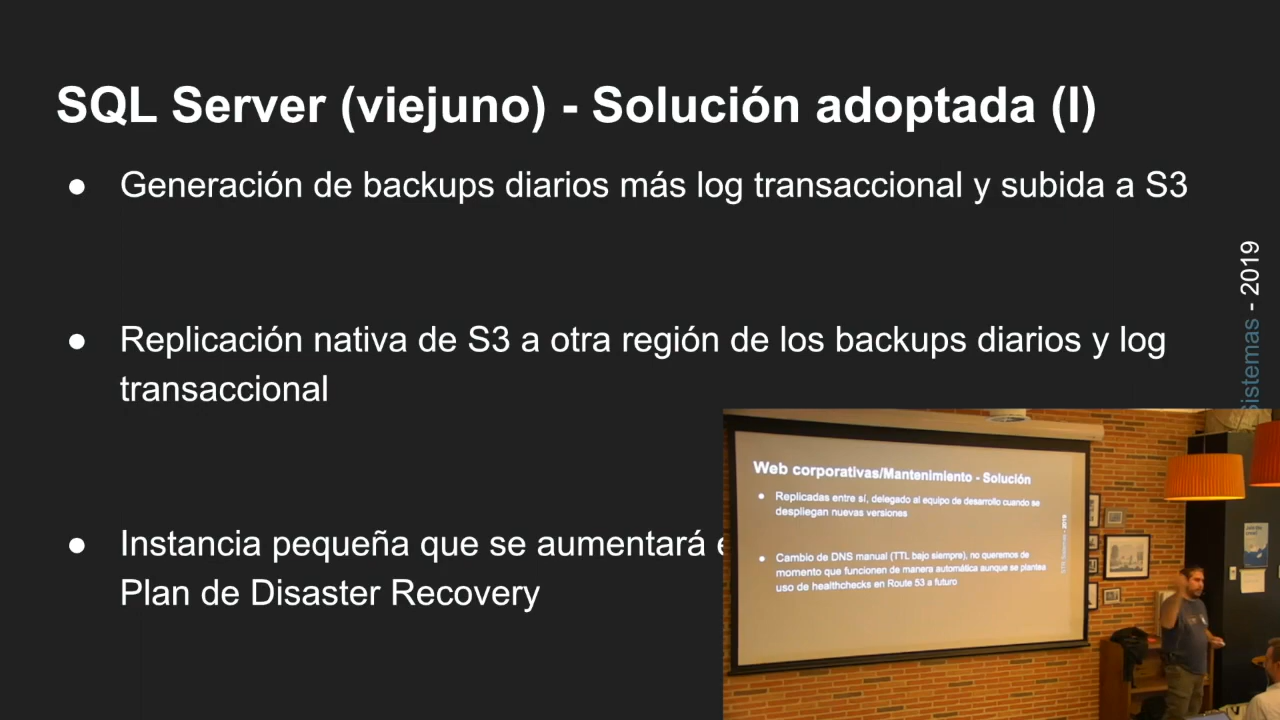 SQL Server (viejuno) - Solución adoptada (I)
● Generación de backups diarios más log transaccional y subida a S3
● Replicación nativa de S3 a otra región de los backups diarios y log
transaccional
● Instancia pequeña que se aumentará
Plan de Disaster Recovery
Sistemas - 2019
Web corporativas/Mantenimiento - Solución
● Replicadas entre sí, delegado al equipo de desarrollo cuando se
despliegan nuevas versiones
● Cambio de DNS manual (TTL bajo siempre), no queremos de
momento que funcionen de manera automática aunque se plantea
uso de healthchecks en Route 53 a futuro